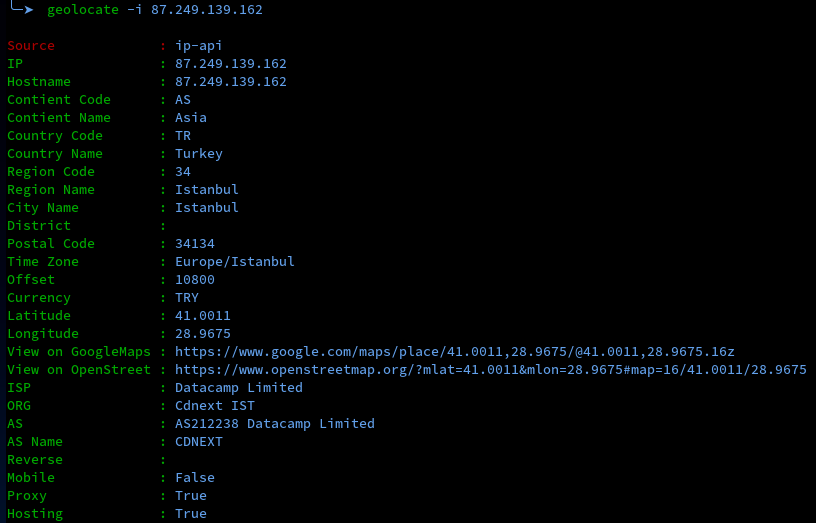 └─➤ geolocate -i 87.249.139.162
Source : ip-api
IP : 87.249.139.162
Hostname : 87.249.139.162
Contient Code : AS
Contient Name : Asia
Country Code : TR
Country Name : Turkey
Region Code : 34
Region Name : Istanbul
City Name : Istanbul
District :
Postal Code : 34134
Time Zone : Europe/Istanbul
Offset : 10800
Currency : TRY
Latitude : 41.0011
Longitude : 28.9675
View on GoogleMaps : https://www.google.com/maps/place/41.0011,28.9675/@41.0011,28.9675.16z
View on OpenStreet : https://www.openstreetmap.org/?mlat=41.0011&mlon=28.9675#map=16/41.0011/28.9675
ISP : Datacamp Limited
ORG : Cdnext IST
AS : AS212238 Datacamp Limited
AS Name : CDNEXT
Reverse :
Mobile : False
Proxy : True
Hosting : True